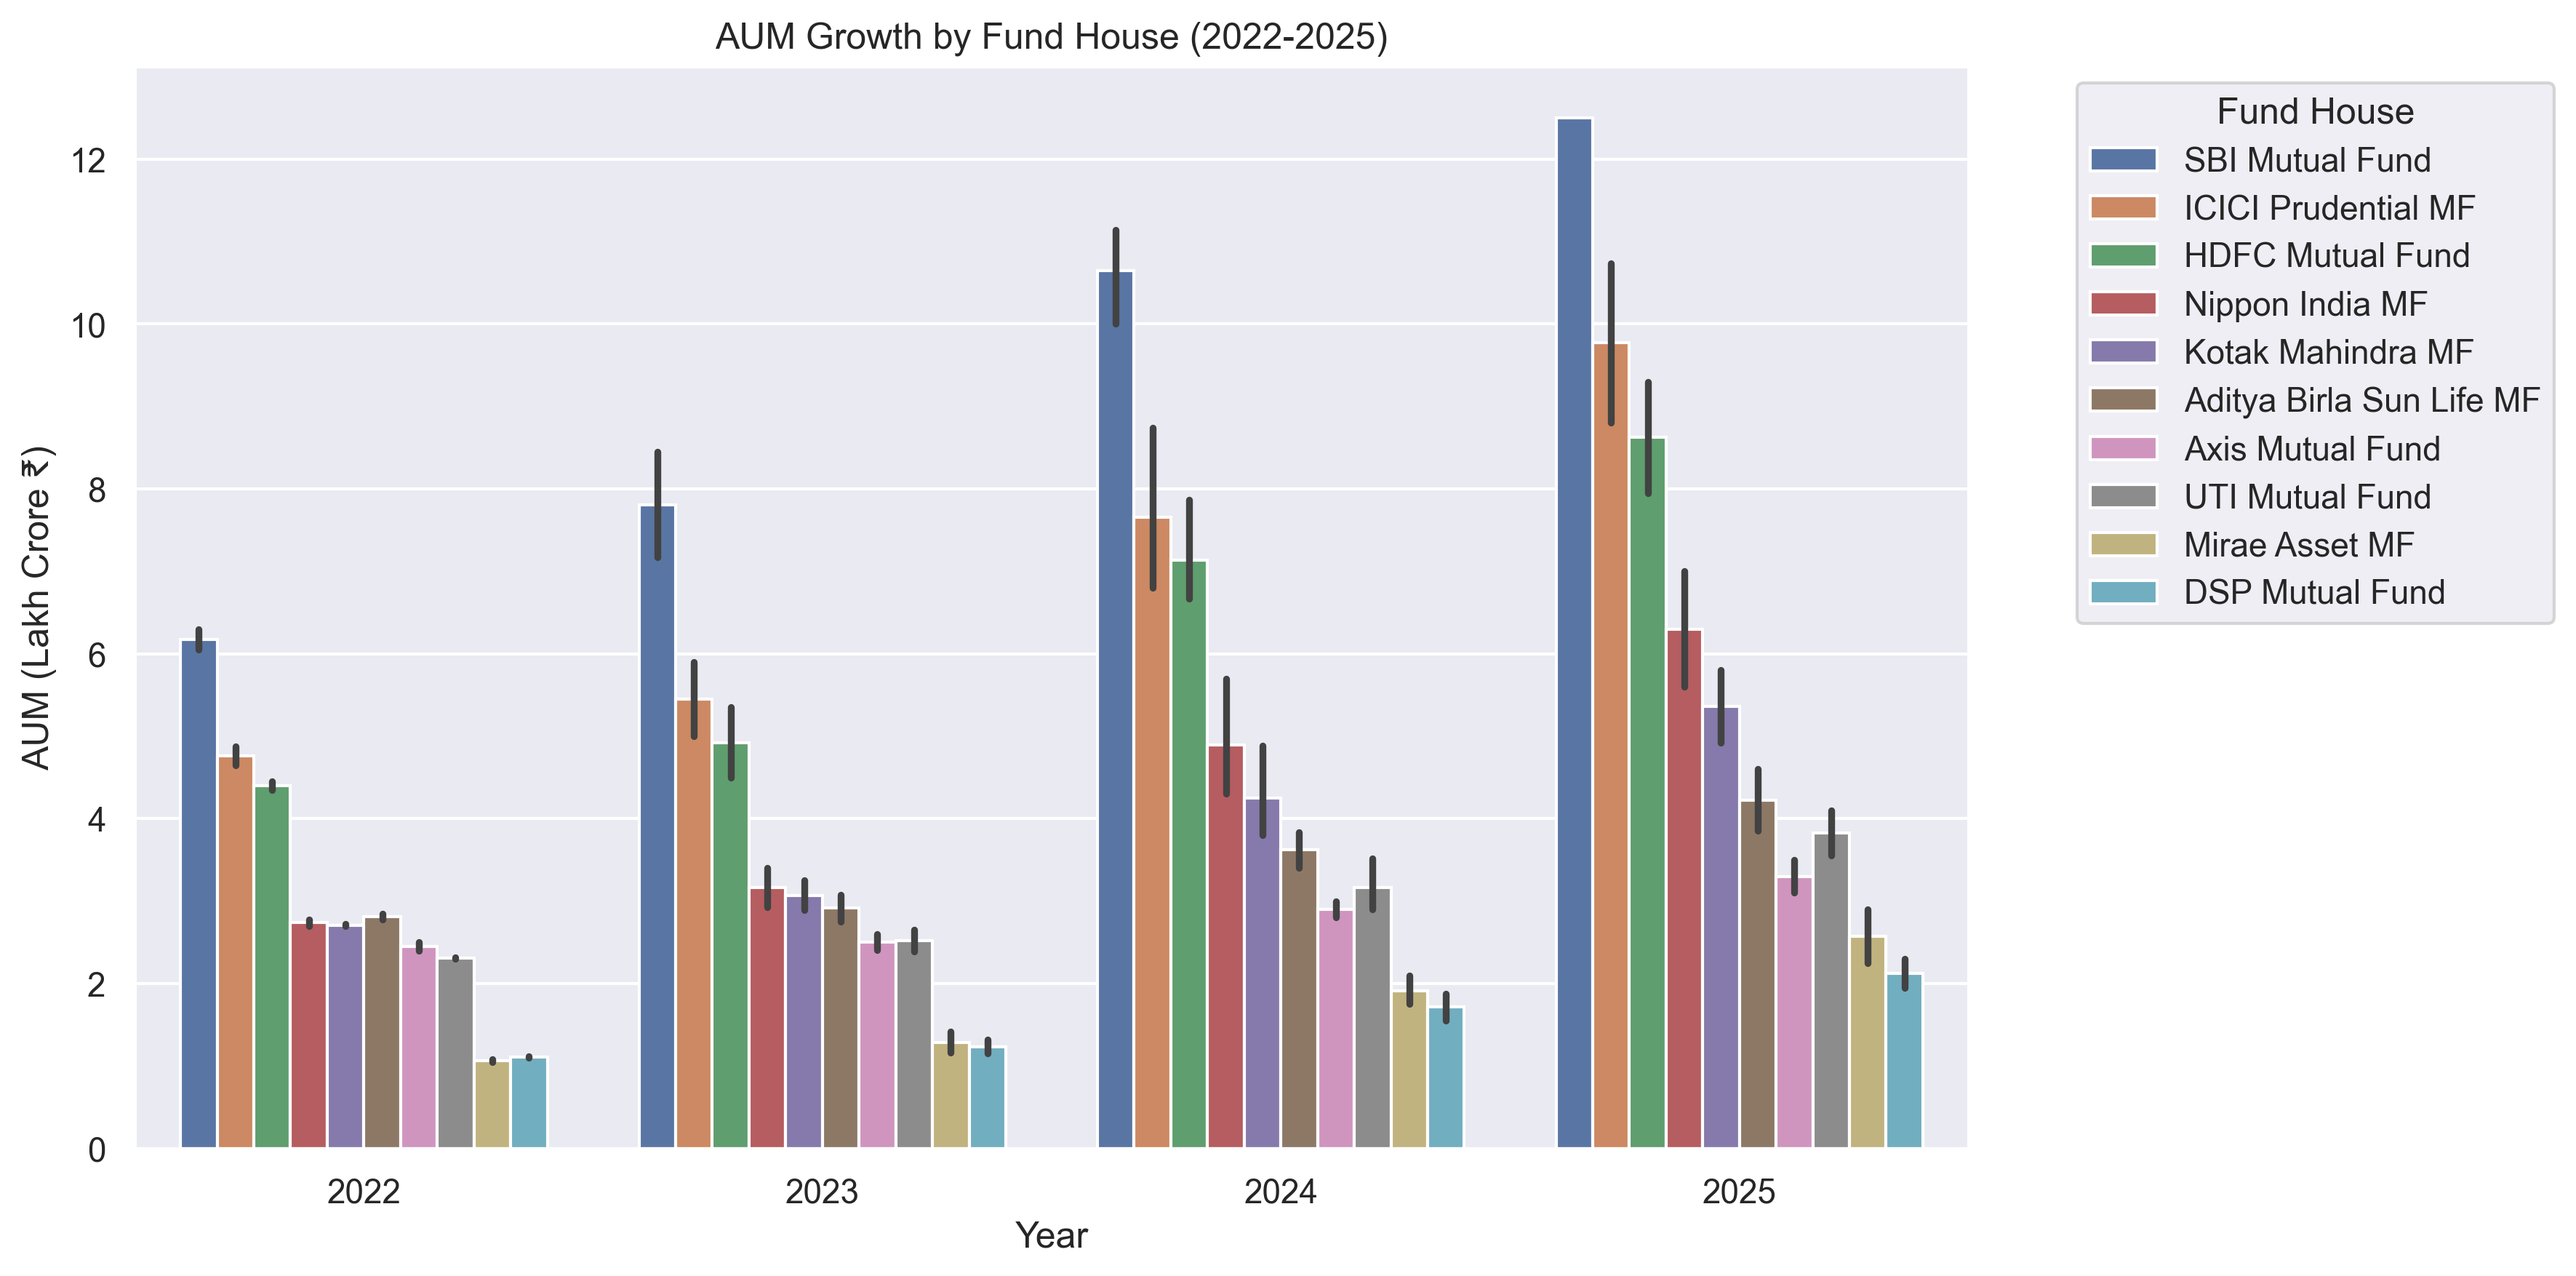 AUM Growth by Fund House (2022-2025)
AUM (Lakh Crore ₹)
12
10
8
6
4
2
0
2022
2023
2024
2025
Year
Fund House
SBI Mutual Fund
ICICI Prudential MF
HDFC Mutual Fund
Nippon India MF
Kotak Mahindra MF
Aditya Birla Sun Life MF
Axis Mutual Fund
UTI Mutual Fund
Mirae Asset MF
DSP Mutual Fund